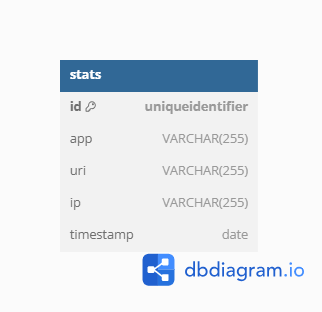 stats
id uniqueidentifier
app VARCHAR(255)
uri VARCHAR(255)
ip VARCHAR(255)
timestamp date
dbdiagram.io